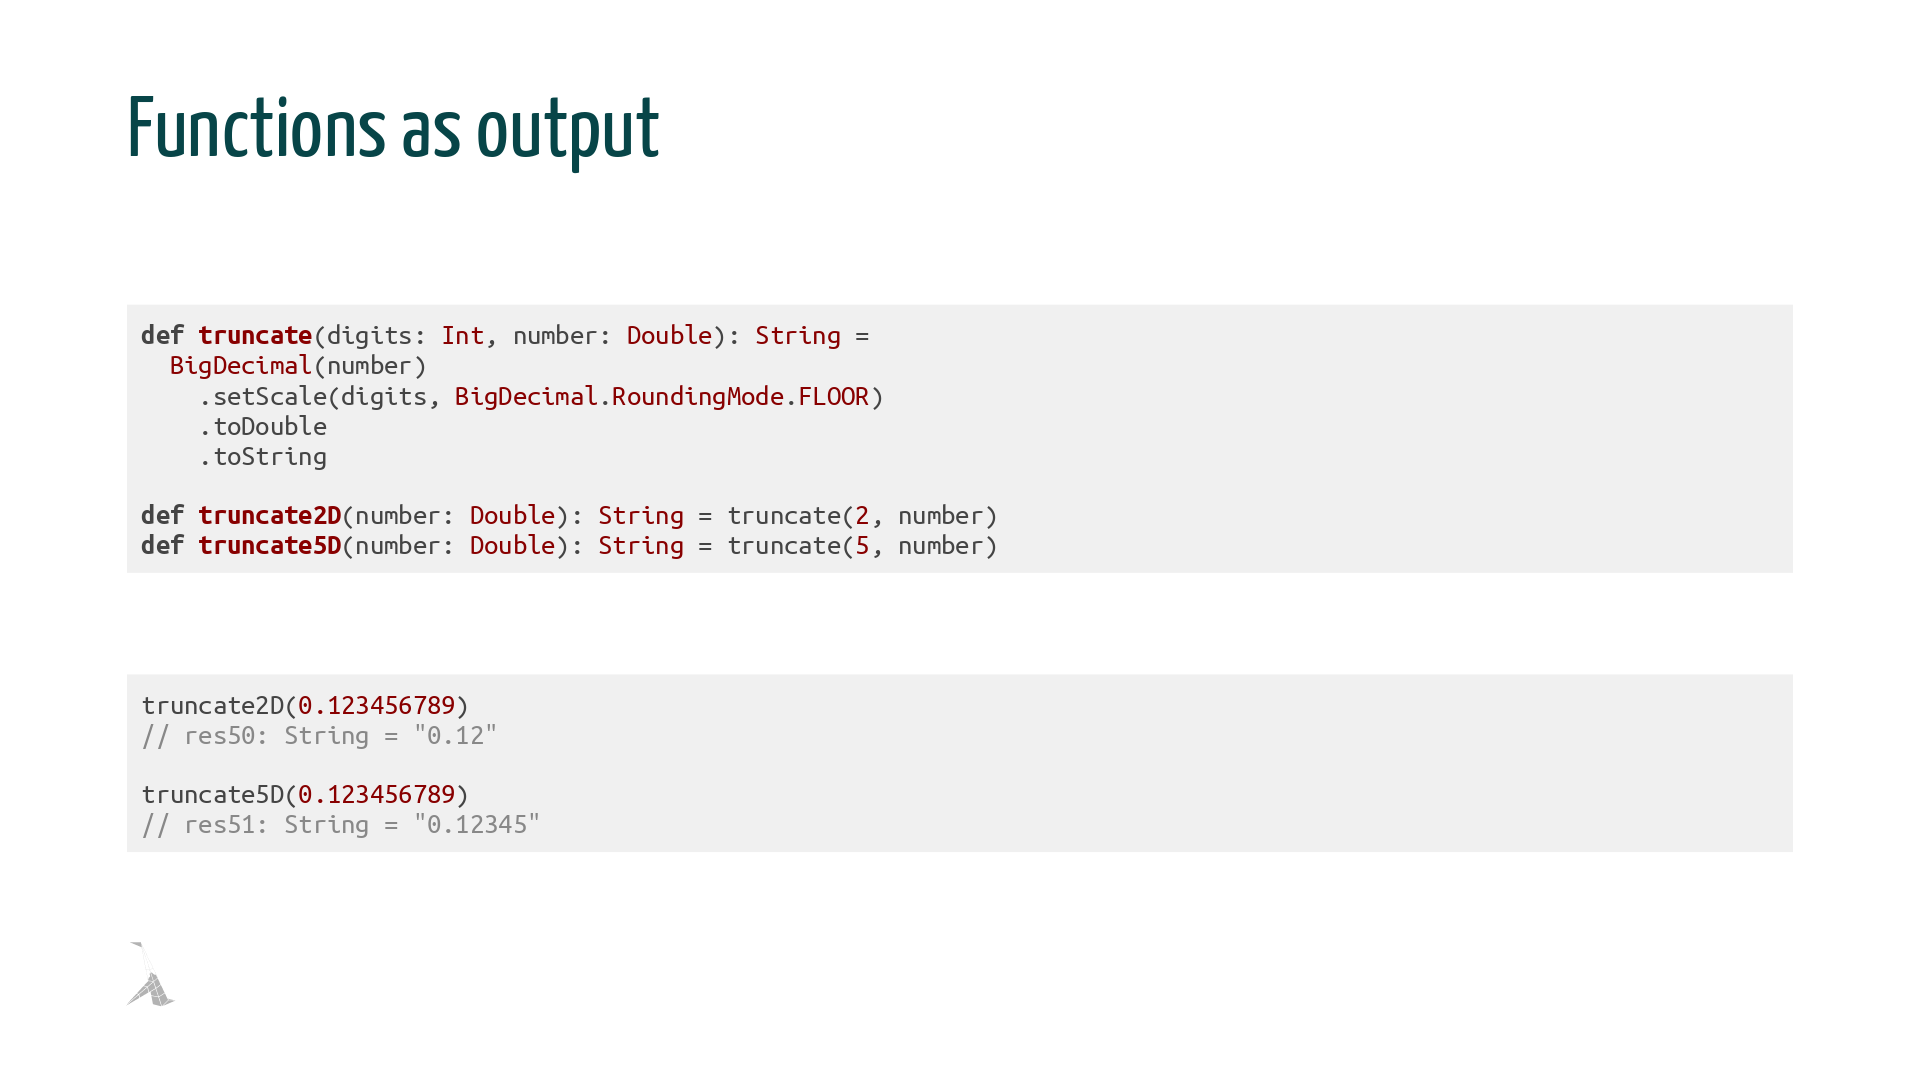 Functions as output
def truncate(digits: Int, number: Double): String =
  BigDecimal(number)
    .setScale(digits, BigDecimal.RoundingMode.FLOOR)
    .toDouble
    .toString
def truncate2D(number: Double): String = truncate(2, number)
def truncate5D(number: Double): String = truncate(5, number)
truncate2D(0.123456789)
// res50: String = "0.12"
truncate5D(0.123456789)
// res51: String = "0.12345"